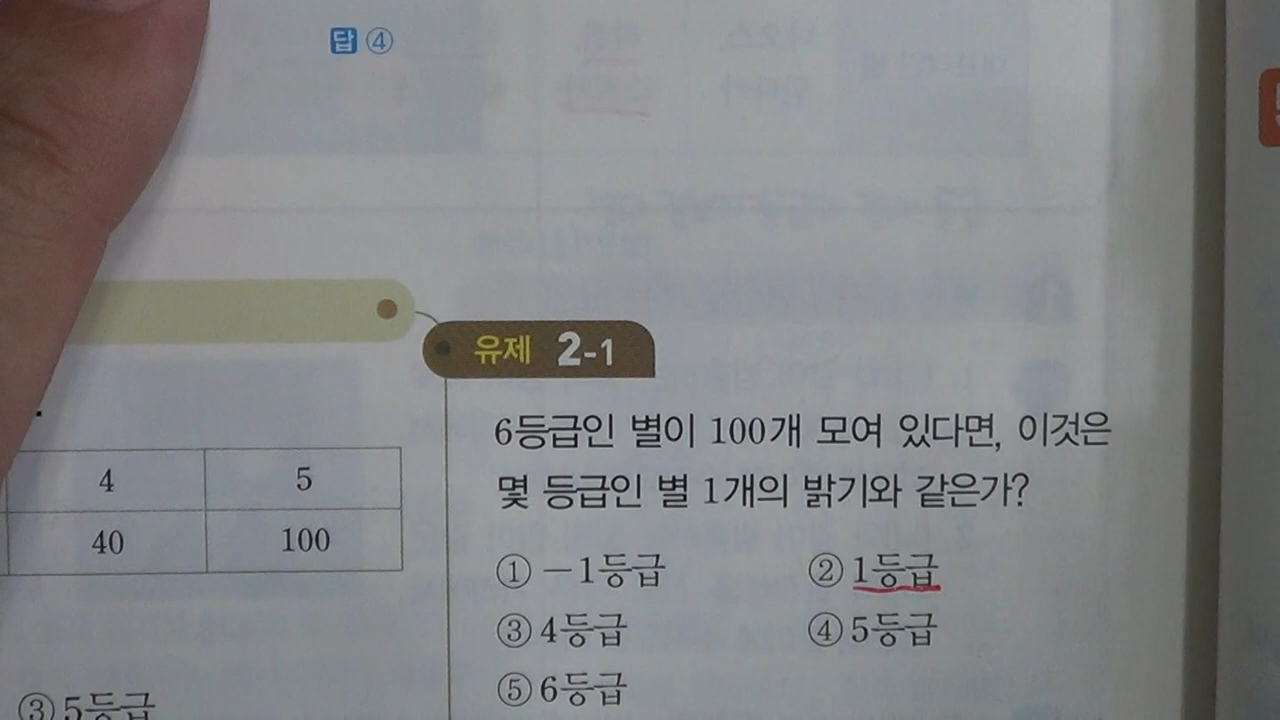 답 ④
유제 2-1
6등급인 별이 100개 모여 있다면, 이것은
몇 등급인 별 1개의 밝기와 같은가?
① -1등급 ② 1등급
③ 4등급 ④ 5등급
⑤ 6등급
4 5
40 100
③ 5등급